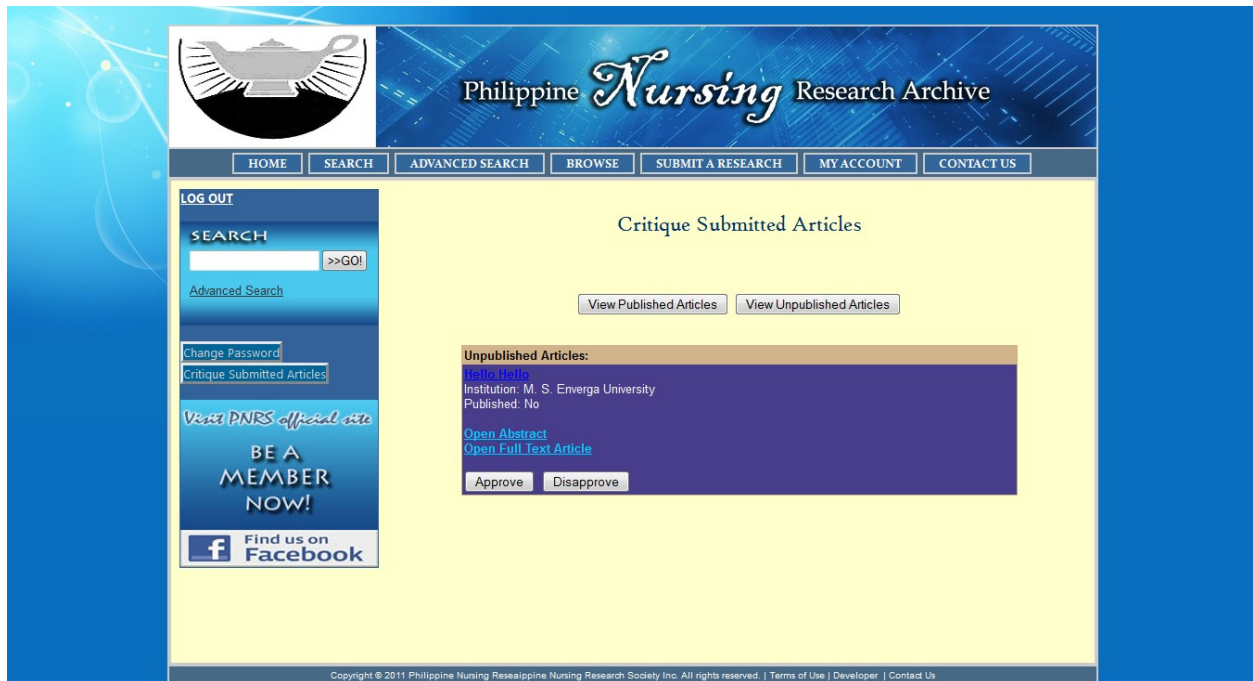 Philippine Nursing Research Archive
HOME SEARCH ADVANCED SEARCH BROWSE SUBMIT A RESEARCH MY ACCOUNT CONTACT US
LOG OUT
SEARCH
>>GO!
Advanced Search
Change Password
Critique Submitted Articles
Visit PNRS official site
BE A
MEMBER
NOW!
f Find us on
Facebook
Critique Submitted Articles
View Published Articles View Unpublished Articles
Unpublished Articles:
Hello Hello
Institution: M. S. Enverga University
Published: No
Open Abstract
Open Full Text Article
Approve Disapprove
Copyright © 2011 Philippine Nursing Reseaippine Nursing Research Society Inc. All rights reserved. | Terms of Use | Developer | Contact Us